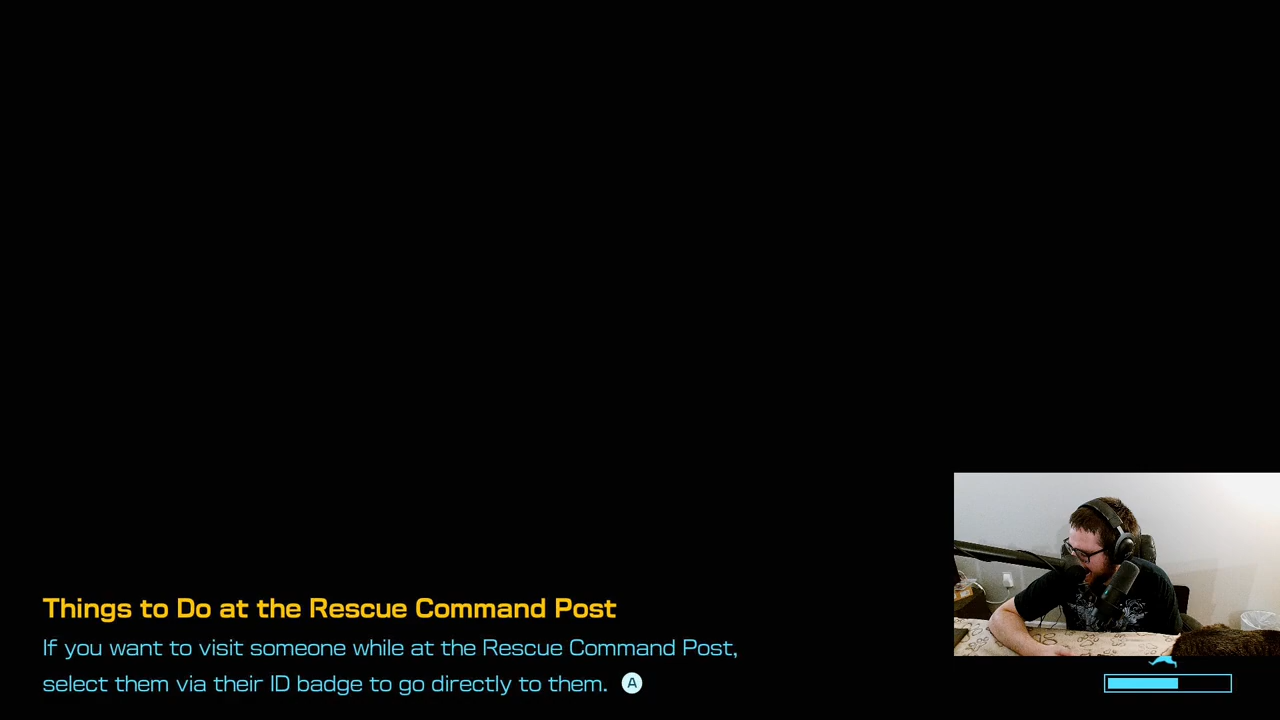 Things to Do at the Rescue Command Post
If you want to visit someone while at the Rescue Command Post,
select them via their ID badge to go directly to them. A